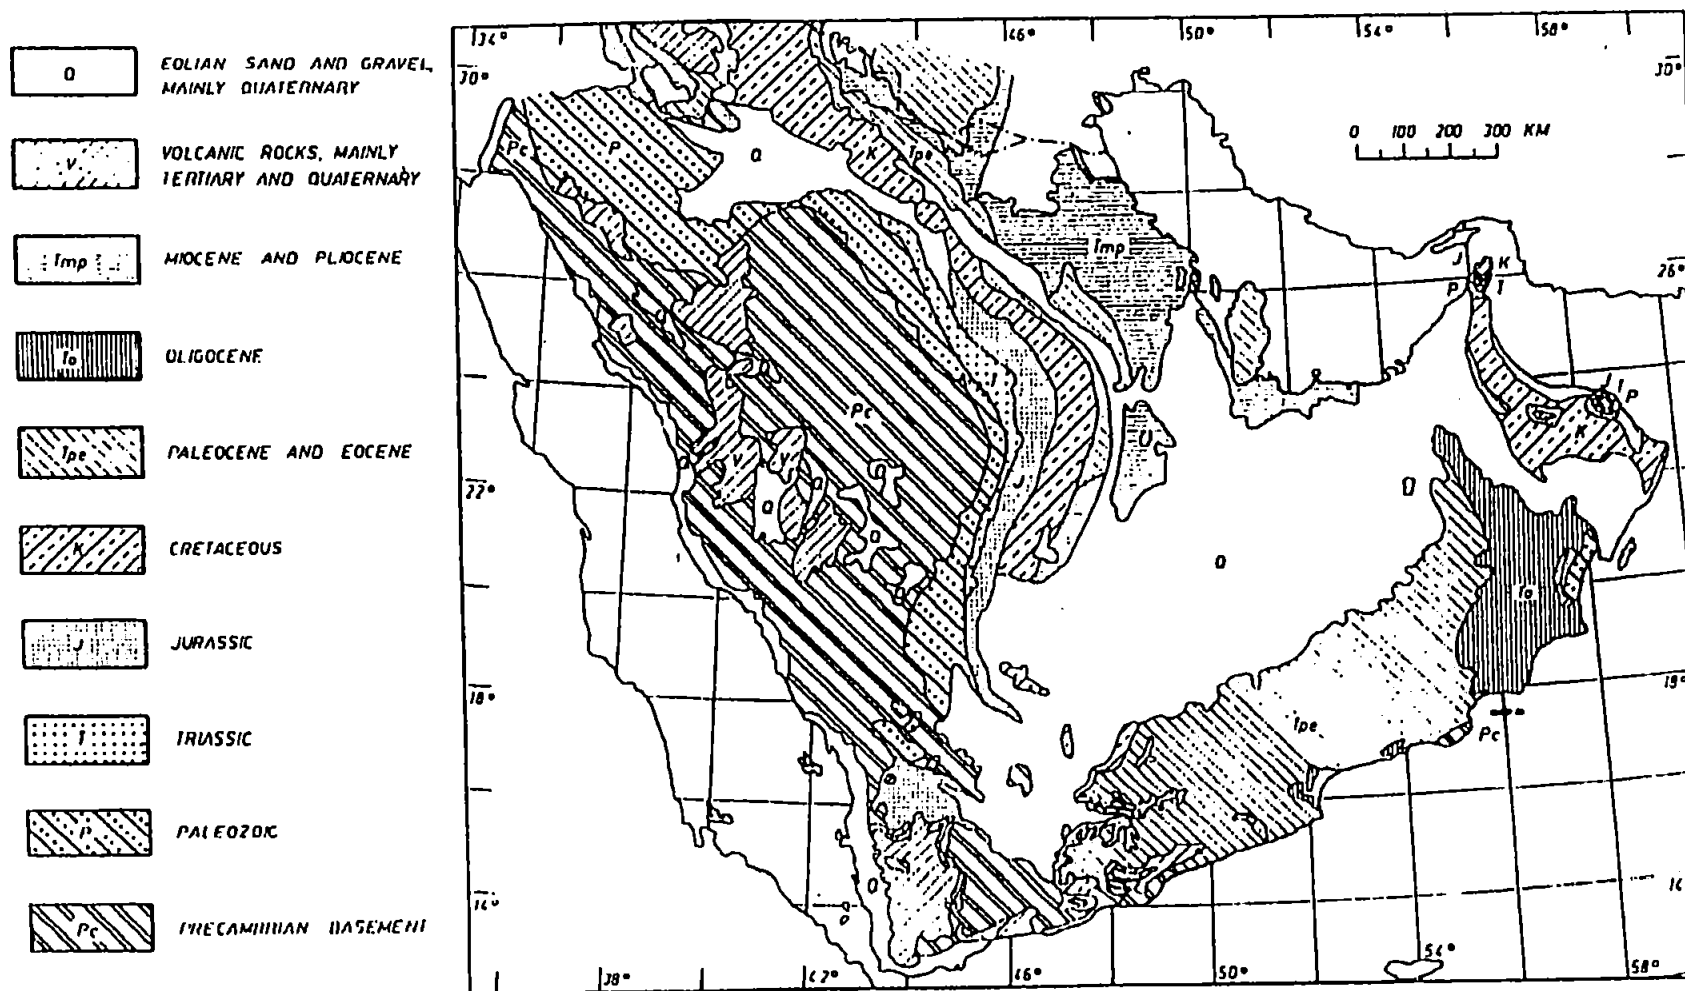 Q EOLIAN SAND AND GRAVEL,
MAINLY QUATERNARY
V VOLCANIC ROCKS, MAINLY
TERTIARY AND QUATERNARY
Tmp MIOCENE AND PLIOCENE
To OLIGOCENE
Tpe PALEOCENE AND EOCENE
K CRETACEOUS
J JURASSIC
T TRIASSIC
P PALEOZOIC
Pc PRECAMBRIAN BASEMENT
34° 46° 50° 54° 58°
30° 30°
0 100 200 300 KM
Pc P Q K Tpe
Tmp
J K
P T
26°
T
Pc
T P
K
V V
Q
Q
Q
J
22°
Q
To
18°
Tpe
Pc
Q
14°
38° 42° 46° 50° 54° 58°